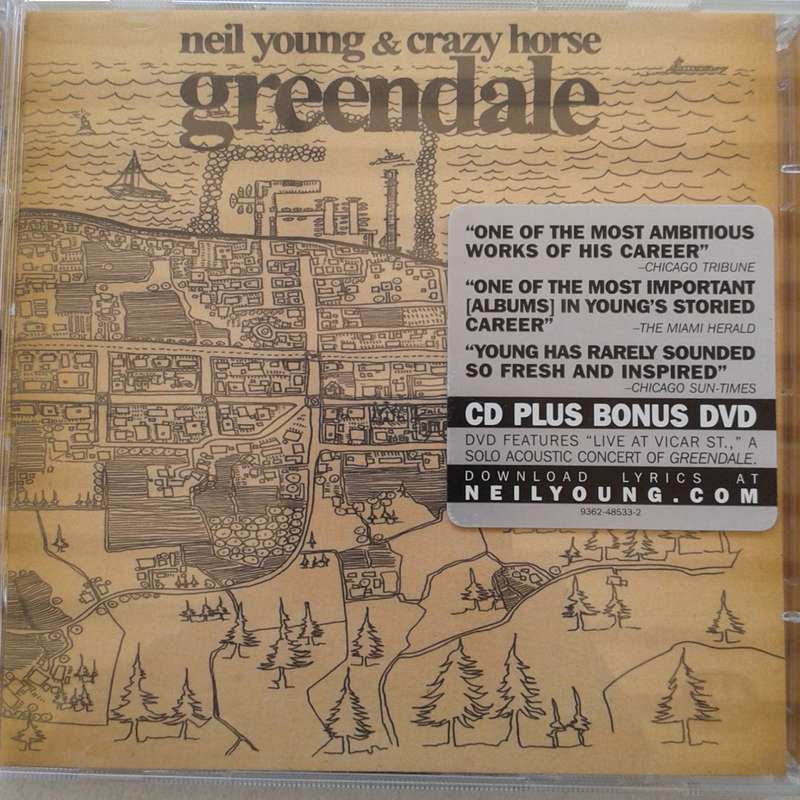 neil young & crazy horse
greendale
“ONE OF THE MOST AMBITIOUS
WORKS OF HIS CAREER”
–CHICAGO TRIBUNE
“ONE OF THE MOST IMPORTANT
[ALBUMS] IN YOUNG’S STORIED
CAREER”
–THE MIAMI HERALD
“YOUNG HAS RARELY SOUNDED
SO FRESH AND INSPIRED”
–CHICAGO SUN-TIMES
CD PLUS BONUS DVD
DVD FEATURES “LIVE AT VICAR ST.,” A
SOLO ACOUSTIC CONCERT OF GREENDALE.
DOWNLOAD LYRICS AT
NEILYOUNG.COM
9362-48533-2